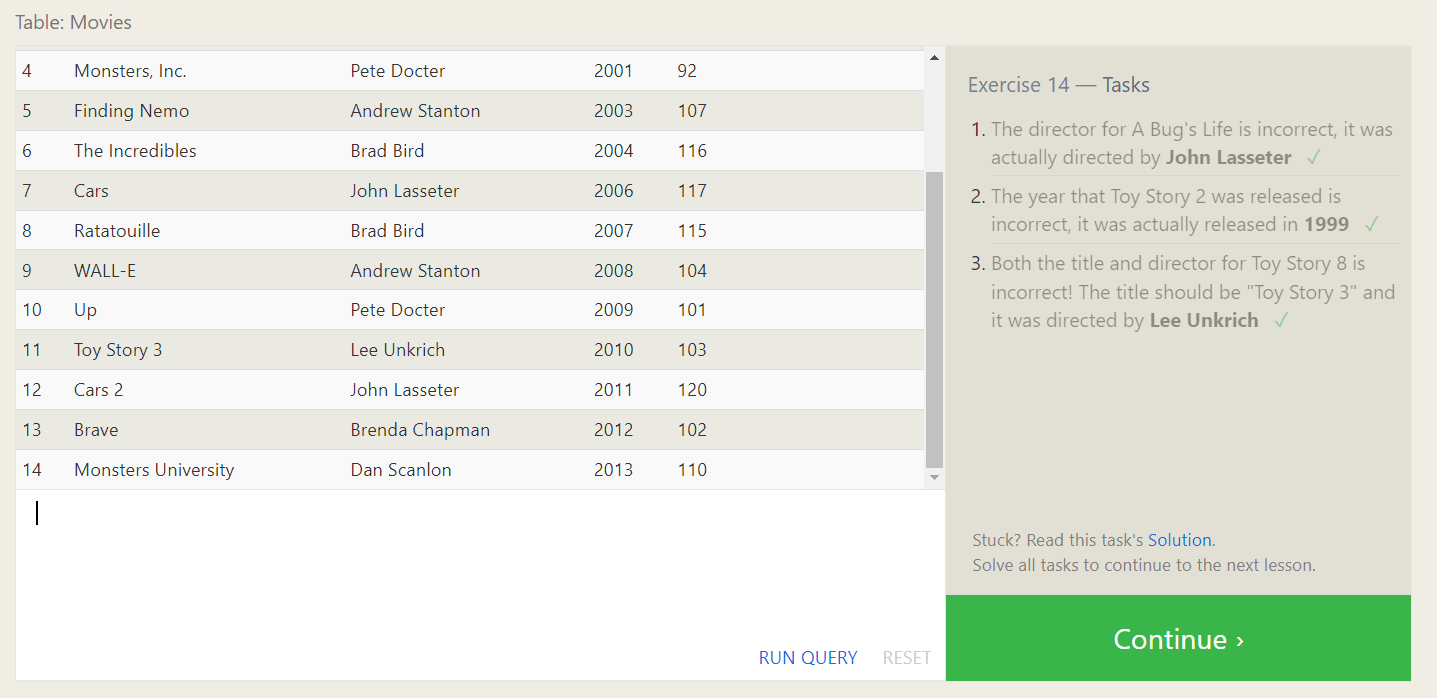 Table: Movies
4 Monsters, Inc. Pete Docter 2001 92
5 Finding Nemo Andrew Stanton 2003 107
6 The Incredibles Brad Bird 2004 116
7 Cars John Lasseter 2006 117
8 Ratatouille Brad Bird 2007 115
9 WALL-E Andrew Stanton 2008 104
10 Up Pete Docter 2009 101
11 Toy Story 3 Lee Unkrich 2010 103
12 Cars 2 John Lasseter 2011 120
13 Brave Brenda Chapman 2012 102
14 Monsters University Dan Scanlon 2013 110
RUN QUERY RESET
Exercise 14 — Tasks
1. The director for A Bug's Life is incorrect, it was
actually directed by John Lasseter ✓
2. The year that Toy Story 2 was released is
incorrect, it was actually released in 1999 ✓
3. Both the title and director for Toy Story 8 is
incorrect! The title should be "Toy Story 3" and
it was directed by Lee Unkrich ✓
Stuck? Read this task's Solution.
Solve all tasks to continue to the next lesson.
Continue ›